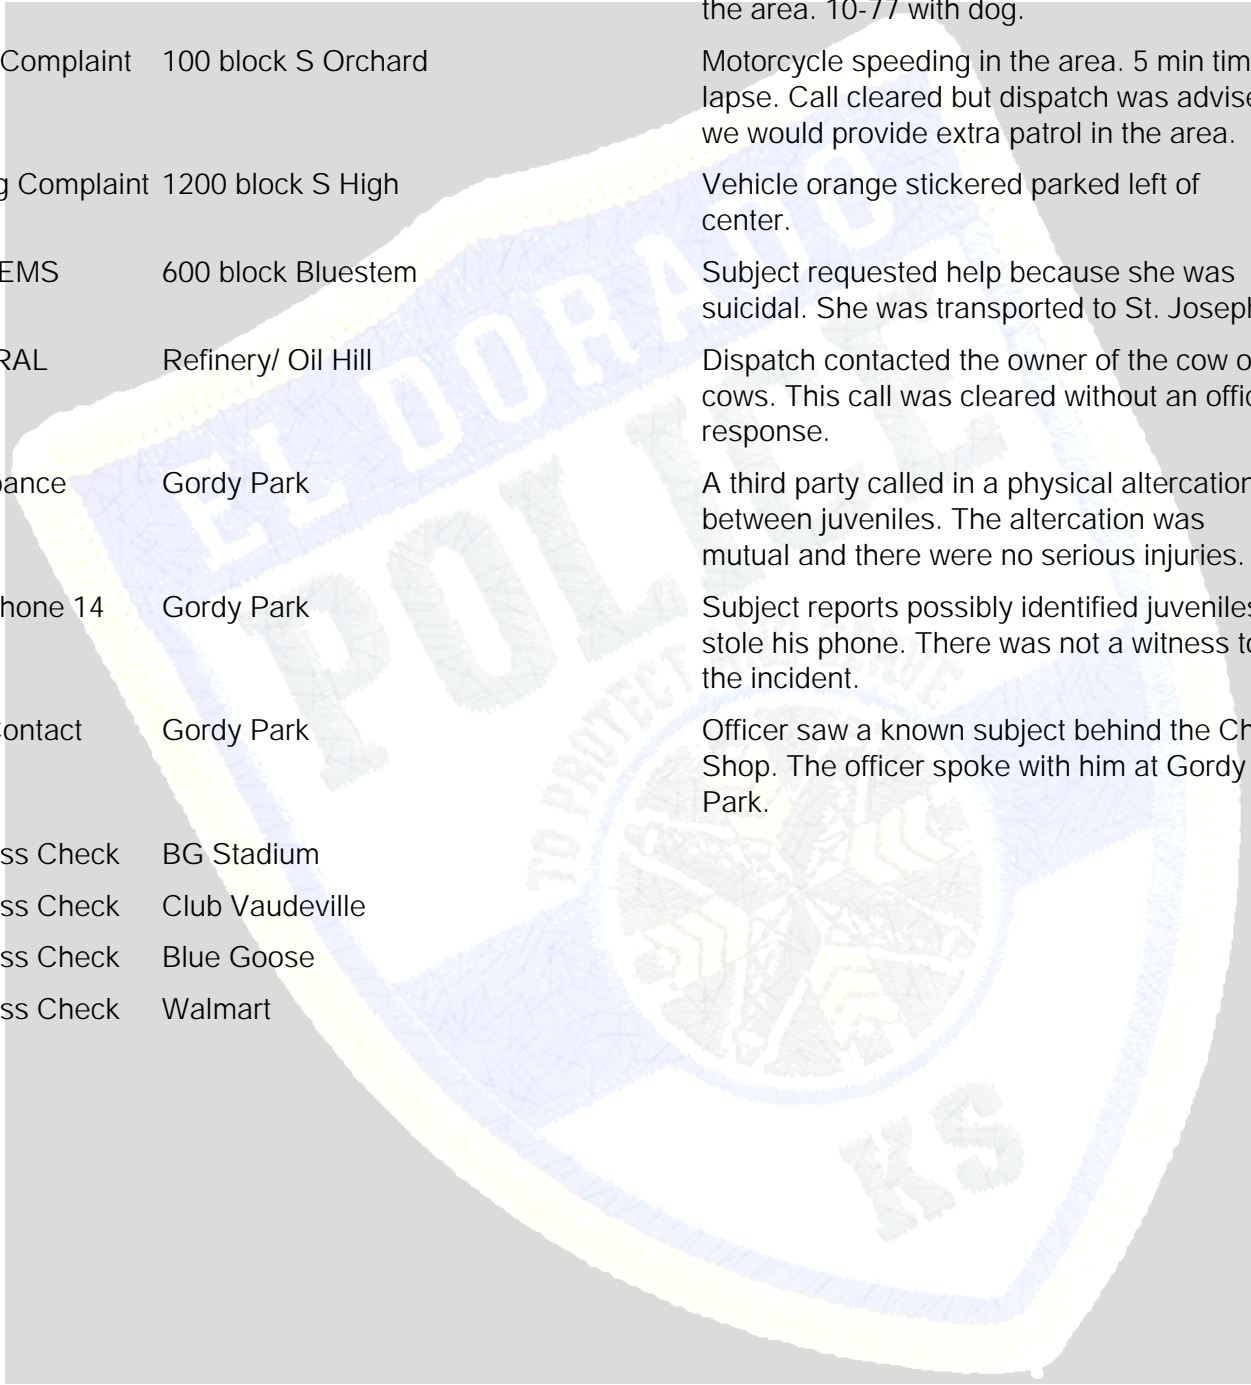 the area. 10-77 with dog.
Complaint 100 block S Orchard Motorcycle speeding in the area. 5 min tim
lapse. Call cleared but dispatch was advise
we would provide extra patrol in the area.
g Complaint 1200 block S High Vehicle orange stickered parked left of
center.
EMS 600 block Bluestem Subject requested help because she was
suicidal. She was transported to St. Joseph
RAL Refinery/ Oil Hill Dispatch contacted the owner of the cow o
cows. This call was cleared without an offic
response.
bance Gordy Park A third party called in a physical altercation
between juveniles. The altercation was
mutual and there were no serious injuries.
hone 14 Gordy Park Subject reports possibly identified juveniles
stole his phone. There was not a witness to
the incident.
Contact Gordy Park Officer saw a known subject behind the Ch
Shop. The officer spoke with him at Gordy
Park.
ss Check BG Stadium
ss Check Club Vaudeville
ss Check Blue Goose
ss Check Walmart
EL DORADO
POLICE
TO PROTECT AND SERVE
KS